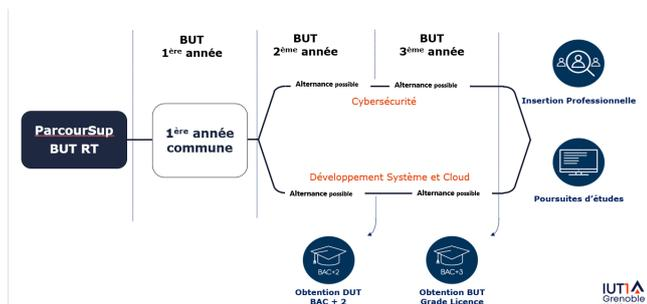 BUT
1ère année
BUT
2ème année
BUT
3ème année
ParcourSup
BUT RT
1ère année
commune
Alternance possible
Alternance possible
Cybersécurité
Développement Système et Cloud
Alternance possible
Alternance possible
Insertion Professionnelle
Poursuites d'études
BAC+2
Obtention DUT
BAC + 2
BAC+3
Obtention BUT
Grade Licence
IUT1
Grenoble